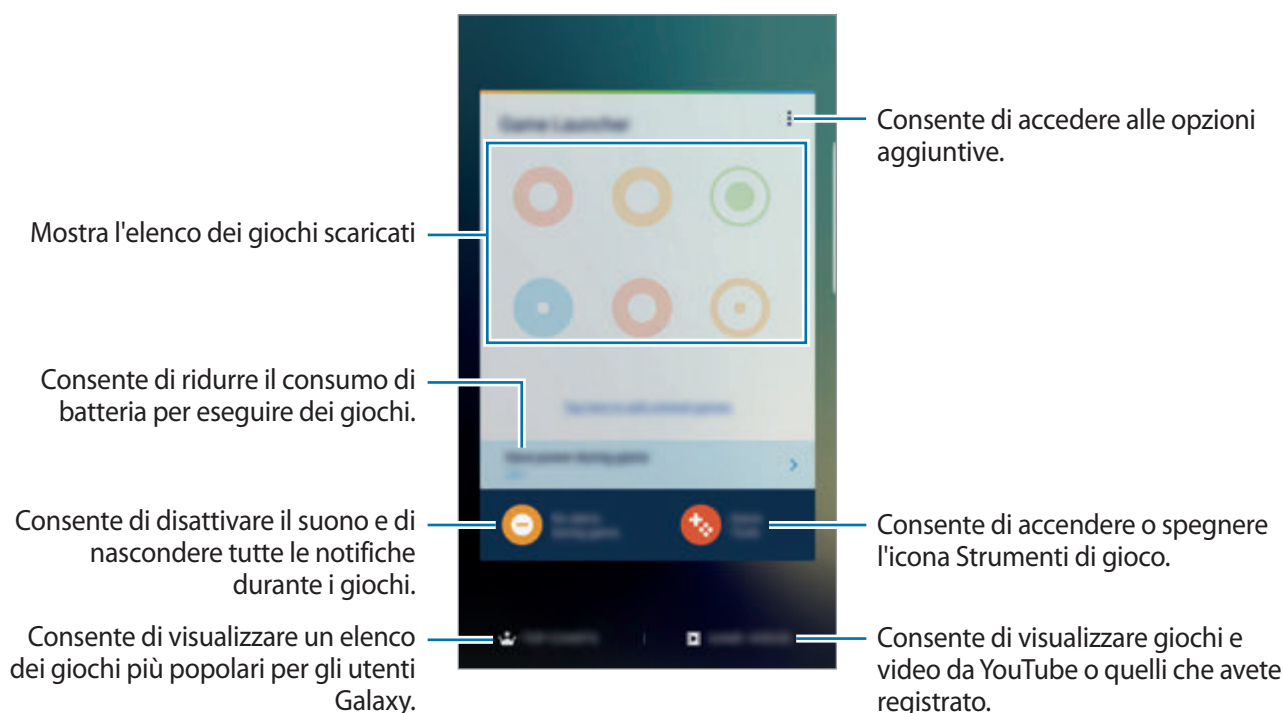 Game Launcher
Consente di accedere alle opzioni
aggiuntive.
Mostra l'elenco dei giochi scaricati
Consente di ridurre il consumo di
batteria per eseguire dei giochi.
Consente di disattivare il suono e di
nascondere tutte le notifiche
durante i giochi.
Consente di accendere o spegnere
l'icona Strumenti di gioco.
Consente di visualizzare un elenco
dei giochi più popolari per gli utenti
Galaxy.
Consente di visualizzare giochi e
video da YouTube o quelli che avete
registrato.